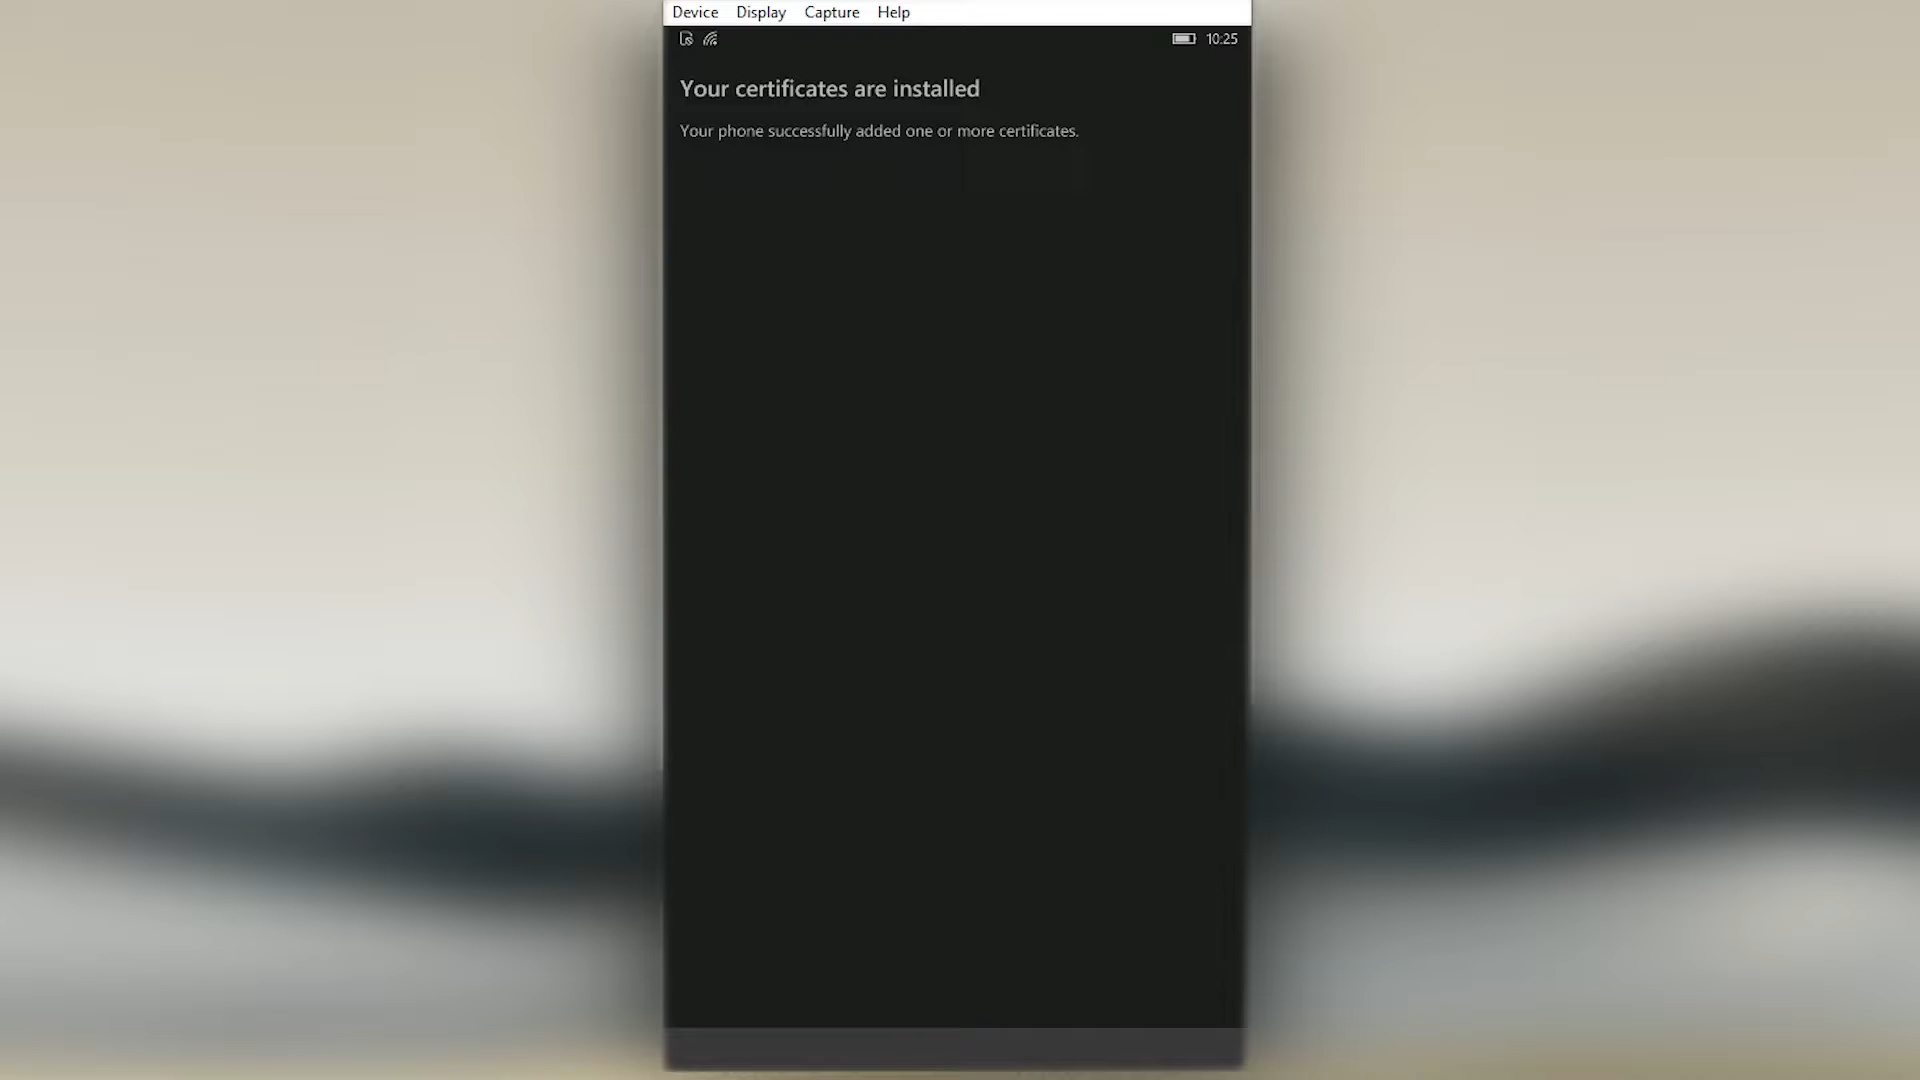 Device Display Capture Help
10:25
Your certificates are installed
Your phone successfully added one or more certificates.